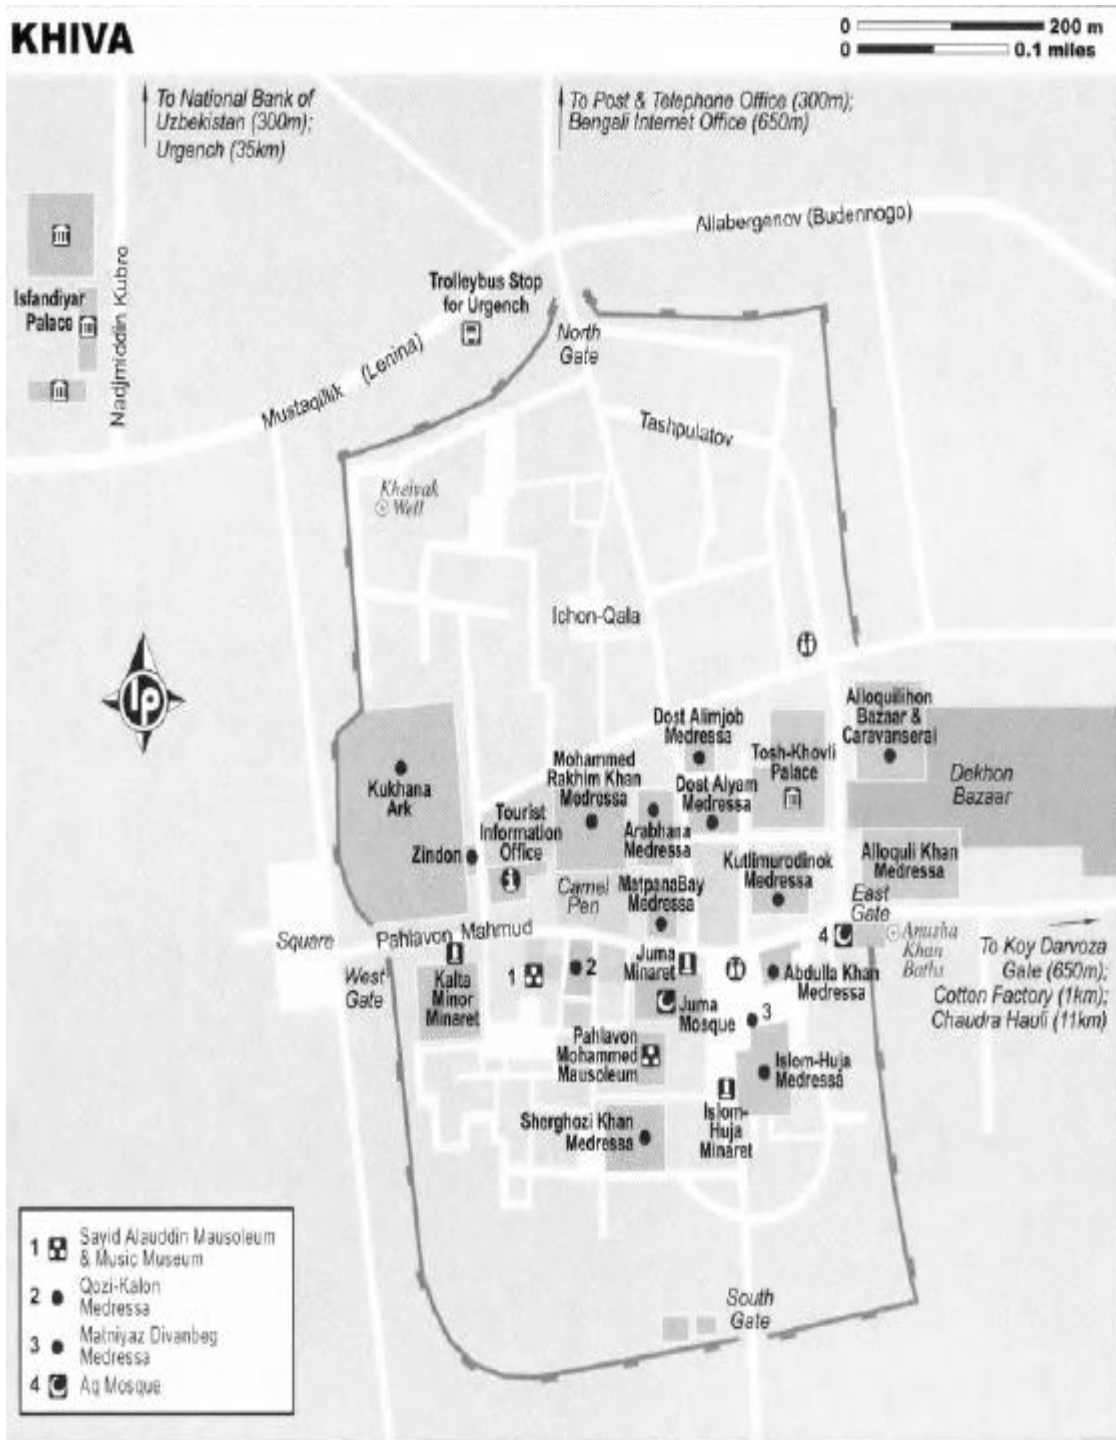 KHIVA
0 200 m
0 0.1 miles
To National Bank of
Uzbekistan (300m);
Urgench (35km)
To Post & Telephone Office (300m);
Bengali Internet Office (650m)
Allabergenov (Budennogo)
Isfandiyar
Palace
Nadjmiddin Kubro
Trolleybus Stop
for Urgench
North
Gate
Mustaqillik (Lenina)
Tashpulatov
Kheivak
Well
Ichon-Qala
lp
Kukhana
Ark
Zindon
Tourist
Information
Office
Mohammed
Rakhim Khan
Medressa
Dost Alimjob
Medressa
Dost Alyam
Medressa
Arabhana
Medressa
Tosh-Khovli
Palace
Alloquilihon
Bazaar &
Caravanserai
Dekhon
Bazaar
Camel
Pen
MatpanaBay
Medressa
Kutlimurodinok
Medressa
Alloquli Khan
Medressa
East
Gate
4
Anusha
Khan
Baths
Square
Pahlavon Mahmud
West
Gate
Kalta
Minor
Minaret
1
2
Juma
Minaret
Juma
Mosque
Abdulla Khan
Medressa
3
To Koy Darvoza
Gale (650m);
Cotton Factory (1km);
Chaudra Hauli (11km)
Pahlavon
Mohammed
Mausoleum
Islom-Huja
Medressa
Islom-
Huja
Minaret
Sherghozi Khan
Medressa
South
Gate
1 Sayid Alauddin Mausoleum
& Music Museum
2 Qozi-Kalon
Medressa
3 Matniyaz Divanbeg
Medressa
4 Aq Mosque